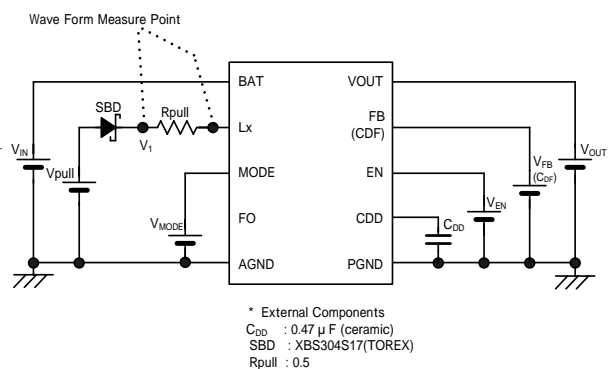 Wave Form Measure Point
BAT
VOUT
SBD
Rpull
FB
(CDF)
Lx
V1
VIN
Vpull
MODE
EN
VFB
(CDF)
VOUT
VMODE
FO
CDD
CDD
VEN
AGND
PGND
* External Components
CDD : 0.47 μ F (ceramic)
SBD : XBS304S17(TOREX)
Rpull : 0.5